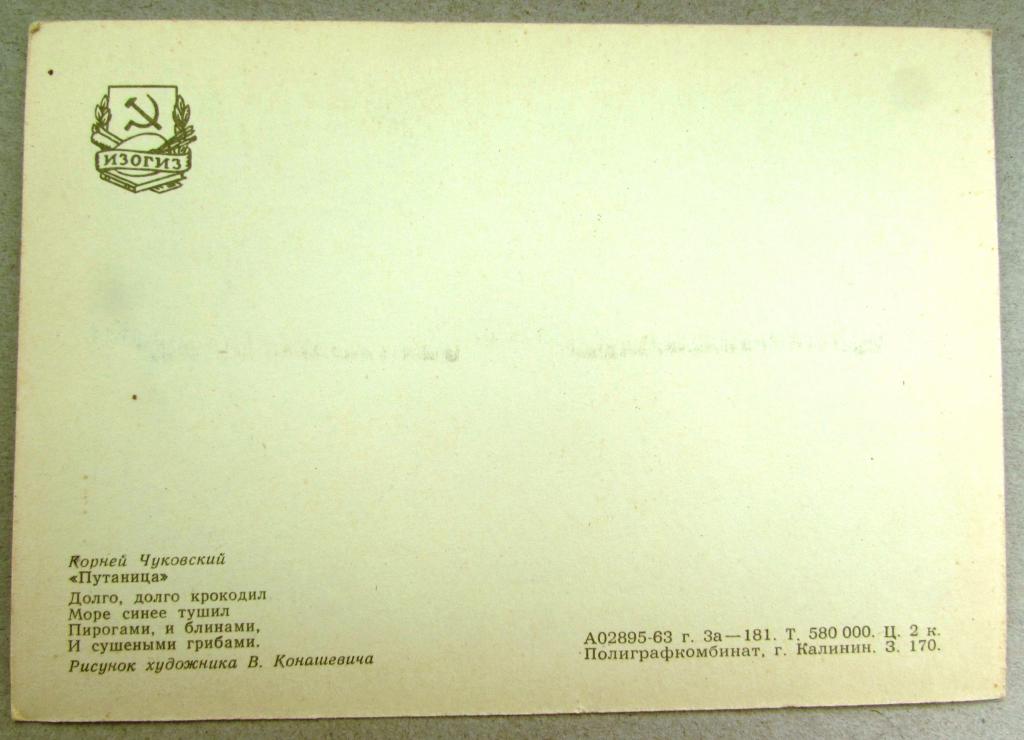 ИЗОГИЗ
Корней Чуковский
«Путаница»
Долго, долго крокодил
Море синее тушил
Пирогами, и блинами,
И сушеными грибами.
Рисунок художника В. Конашевича
А02895-63 г. За—181. Т. 580 000. Ц. 2 к.
Полиграфкомбинат, г. Калинин. З. 170.